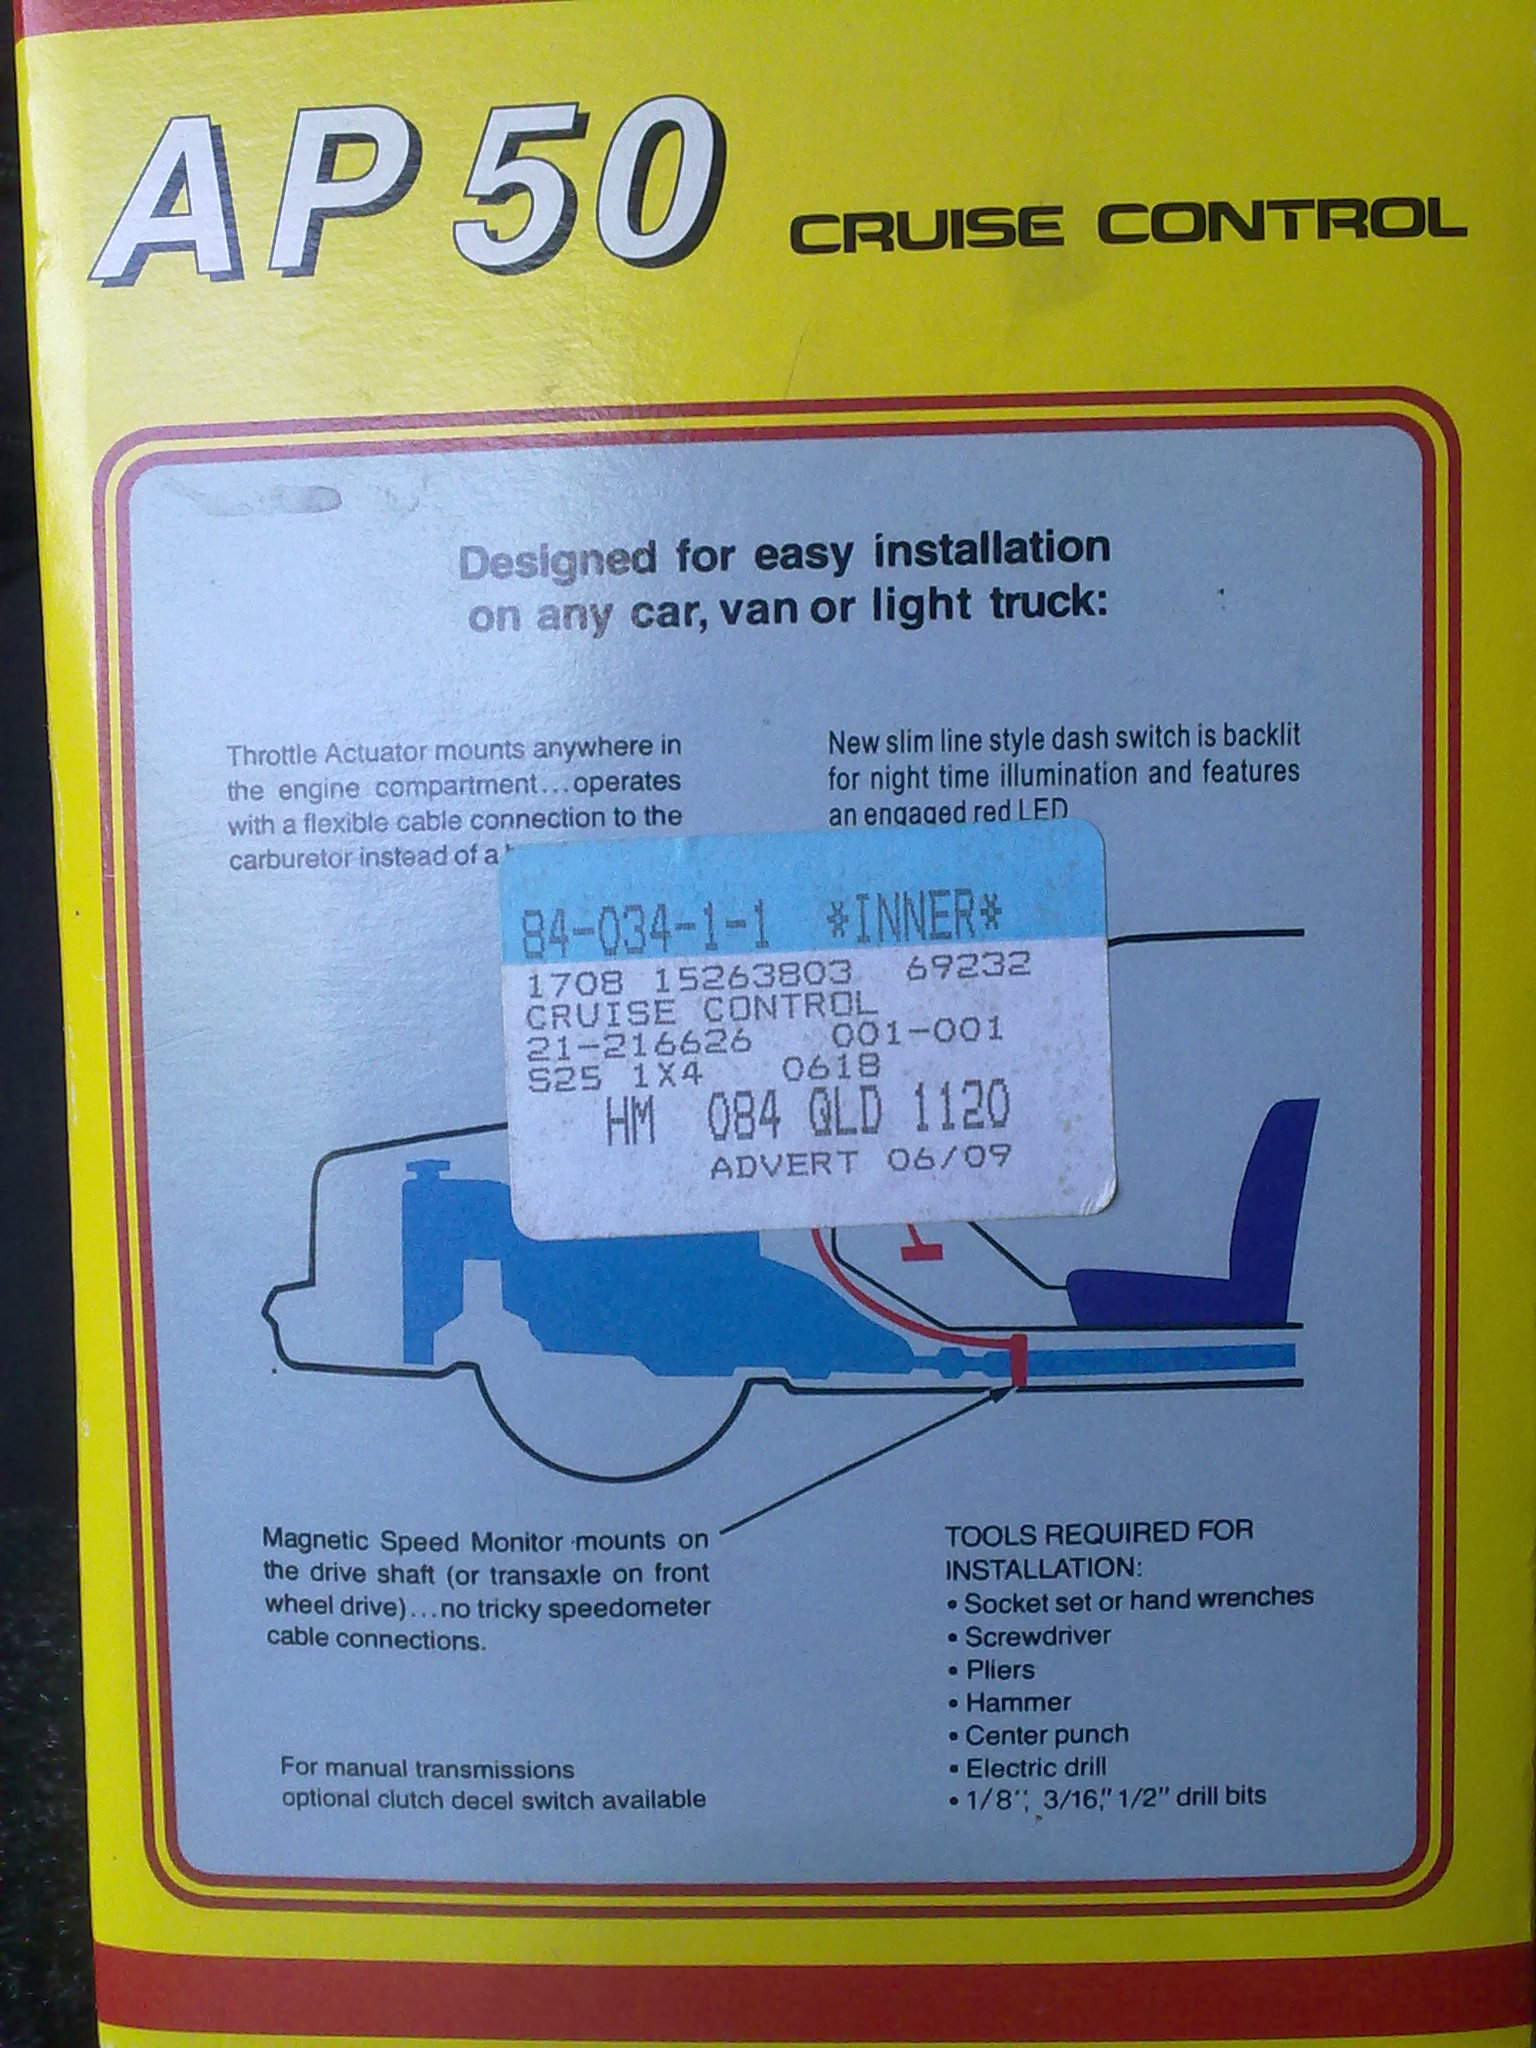 AP 50 CRUISE CONTROL
Designed for easy installation
on any car, van or light truck:
Throttle Actuator mounts anywhere in
the engine compartment...operates
with a flexible cable connection to the
carburetor instead of a
New slim line style dash switch is backlit
for night time illumination and features
an engaged red LED
84-034-1-1 *INNER*
1708 15263803 69232
CRUISE CONTROL
21-216626 001-001
S25 1X4 0618
HM 084 QLD 1120
ADVERT 06/09
Magnetic Speed Monitor mounts on
the drive shaft (or transaxle on front
wheel drive)...no tricky speedometer
cable connections.
For manual transmissions
optional clutch decel switch available
TOOLS REQUIRED FOR
INSTALLATION:
• Socket set or hand wrenches
• Screwdriver
• Pliers
• Hammer
• Center punch
• Electric drill
• 1/8", 3/16," 1/2" drill bits